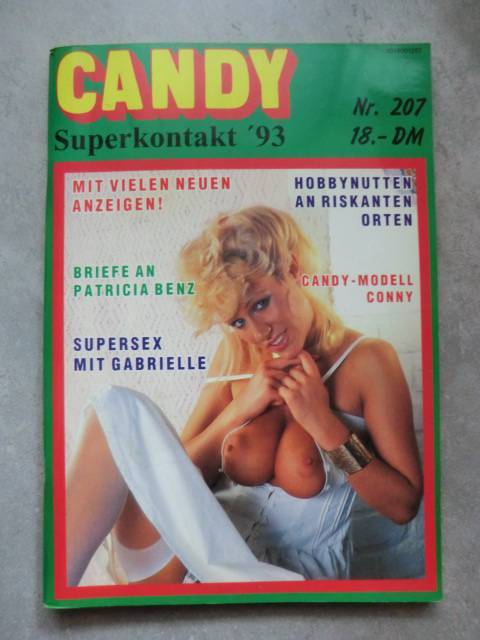 CANDY
Superkontakt ´93
Nr. 207
18.- DM
MIT VIELEN NEUEN
ANZEIGEN!
HOBBYNUTTEN
AN RISKANTEN
ORTEN
BRIEFE AN
PATRICIA BENZ
CANDY-MODELL
CONNY
SUPERSEX
MIT GABRIELLE